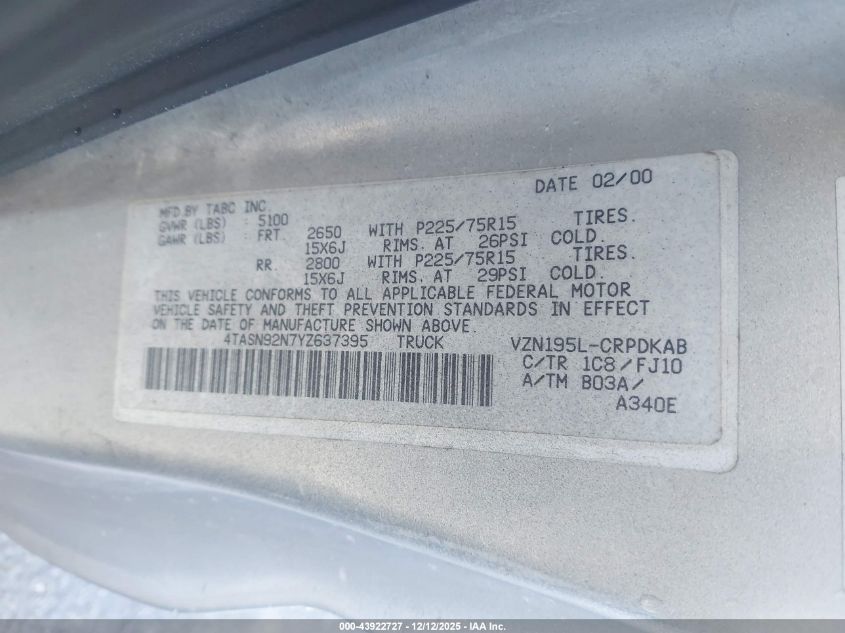 DATE 02/00
MFD.BY TABC INC.
GVWR (LBS) : 5100
GAWR (LBS) FRT. 2650 WITH P225/75R15 TIRES.
15X6J RIMS. AT 26PSI COLD.
RR. 2800 WITH P225/75R15 TIRES.
15X6J RIMS. AT 29PSI COLD.
THIS VEHICLE CONFORMS TO ALL APPLICABLE FEDERAL MOTOR
VEHICLE SAFETY AND THEFT PREVENTION STANDARDS IN EFFECT
ON THE DATE OF MANUFACTURE SHOWN ABOVE.
4TASN92N7YZ637395 TRUCK VZN195L-CRPDKAB
C/TR 1C8/FJ10
A/TM B03A/
A340E
000-43922727 - 12/12/2025 - IAA Inc.